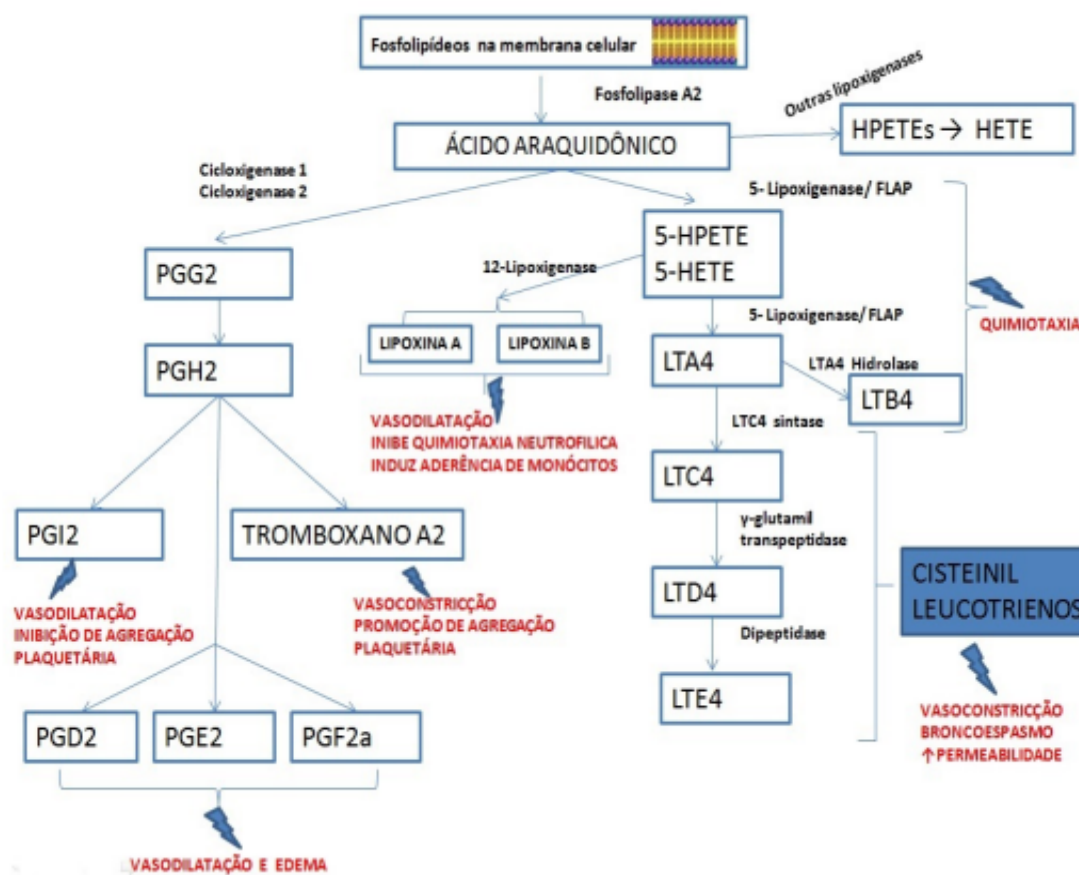 Fosfolipídeos na membrana celular
Fosfolipase A2
Outras lipoxigenases
HPETEs → HETE
ÁCIDO ARAQUIDÔNICO
Cicloxigenase 1
Cicloxigenase 2
5- Lipoxigenase/ FLAP
5-HPETE
5-HETE
12-Lipoxigenase
PGG2
QUIMIOTAXIA
5- Lipoxigenase/ FLAP
LIPOXINA A
LIPOXINA B
PGH2
LTA4
LTA4 Hidrolase
LTB4
VASODILATAÇÃO
INIBE QUIMIOTAXIA NEUTROFILICA
INDUZ ADERÊNCIA DE MONÓCITOS
LTC4 sintase
LTC4
PGI2
TROMBOXANO A2
γ-glutamil
transpeptidase
VASODILATAÇÃO
INIBIÇÃO DE AGREGAÇÃO
PLAQUETÁRIA
VASOCONSTRICÇÃO
PROMOÇÃO DE AGREGAÇÃO
PLAQUETÁRIA
CISTEINIL
LEUCOTRIENOS
LTD4
Dipeptidase
LTE4
VASOCONSTRICÇÃO
BRONCOESPASMO
↑PERMEABILIDADE
PGD2
PGE2
PGF2a
VASODILATAÇÃO E EDEMA